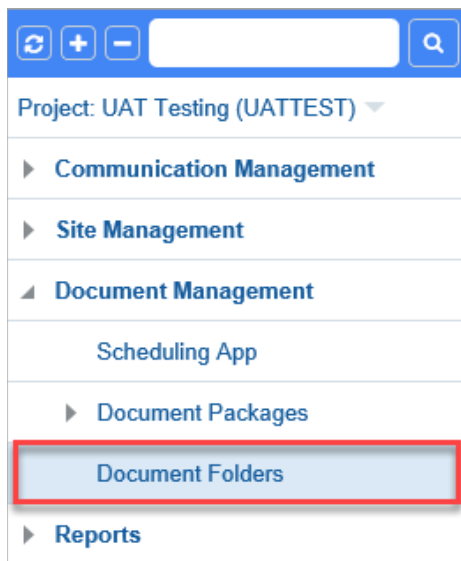 Project: UAT Testing (UATTEST)
Communication Management
Site Management
Document Management
Scheduling App
Document Packages
Document Folders
Reports